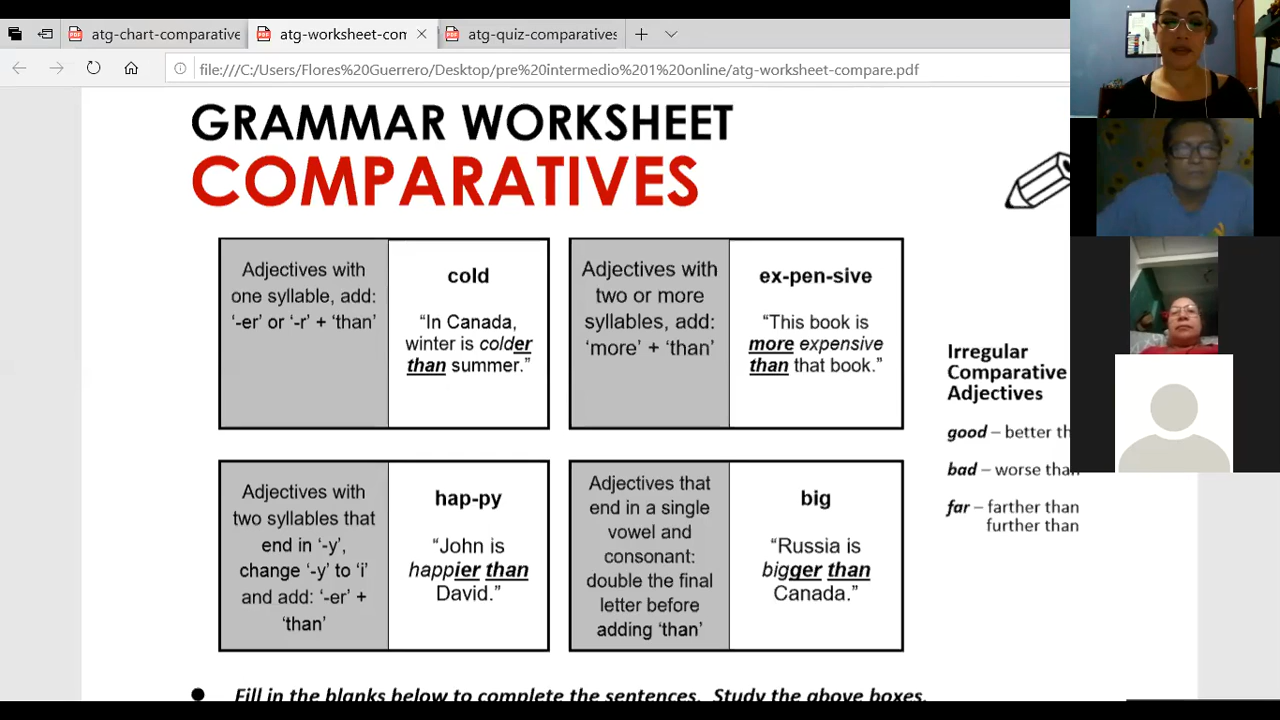 atg-chart-comparative
atg-worksheet-com
atg-quiz-comparatives
file:///C:/Users/Flores%20Guerrero/Desktop/pre%20intermedio%201%20online/atg-worksheet-compare.pdf
GRAMMAR WORKSHEET
COMPARATIVES
Adjectives with
one syllable, add:
‘-er’ or ‘-r’ + ‘than’
cold
“In Canada,
winter is colder
than summer.”
Adjectives with
two or more
syllables, add:
‘more’ + ‘than’
ex-pen-sive
“This book is
more expensive
than that book.”
Irregular
Comparative
Adjectives
good – better th
bad – worse than
far – farther than
further than
Adjectives with
two syllables that
end in ‘-y’,
change ‘-y’ to ‘i’
and add: ‘-er’ +
‘than’
hap-py
“John is
happier than
David.”
Adjectives that
end in a single
vowel and
consonant:
double the final
letter before
adding ‘than’
big
“Russia is
bigger than
Canada.”
● Fill in the blanks below to complete the sentences. Study the above boxes.